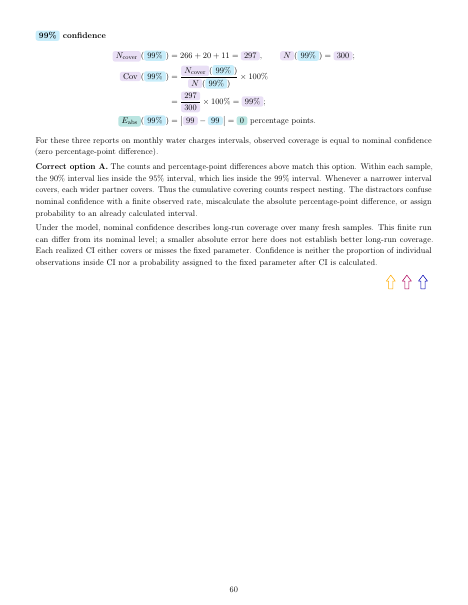 99% confidence
N_cover (99%) = 266 + 20 + 11 = 297, N (99%) = 300;
Cov (99%) = N_cover (99%) / N (99%) × 100%
= 297 / 300 × 100% = 99%;
E_abs (99%) = |99 − 99| = 0 percentage points.
For these three reports on monthly water charges intervals, observed coverage is equal to nominal confidence
(zero percentage-point difference).
Correct option A. The counts and percentage-point differences above match this option. Within each sample,
the 90% interval lies inside the 95% interval, which lies inside the 99% interval. Whenever a narrower interval
covers, each wider partner covers. Thus the cumulative covering counts respect nesting. The distractors confuse
nominal confidence with a finite observed rate, miscalculate the absolute percentage-point difference, or assign
probability to an already calculated interval.
Under the model, nominal confidence describes long-run coverage over many fresh samples. This finite run
can differ from its nominal level; a smaller absolute error here does not establish better long-run coverage.
Each realized CI either covers or misses the fixed parameter. Confidence is neither the proportion of individual
observations inside CI nor a probability assigned to the fixed parameter after CI is calculated.
60